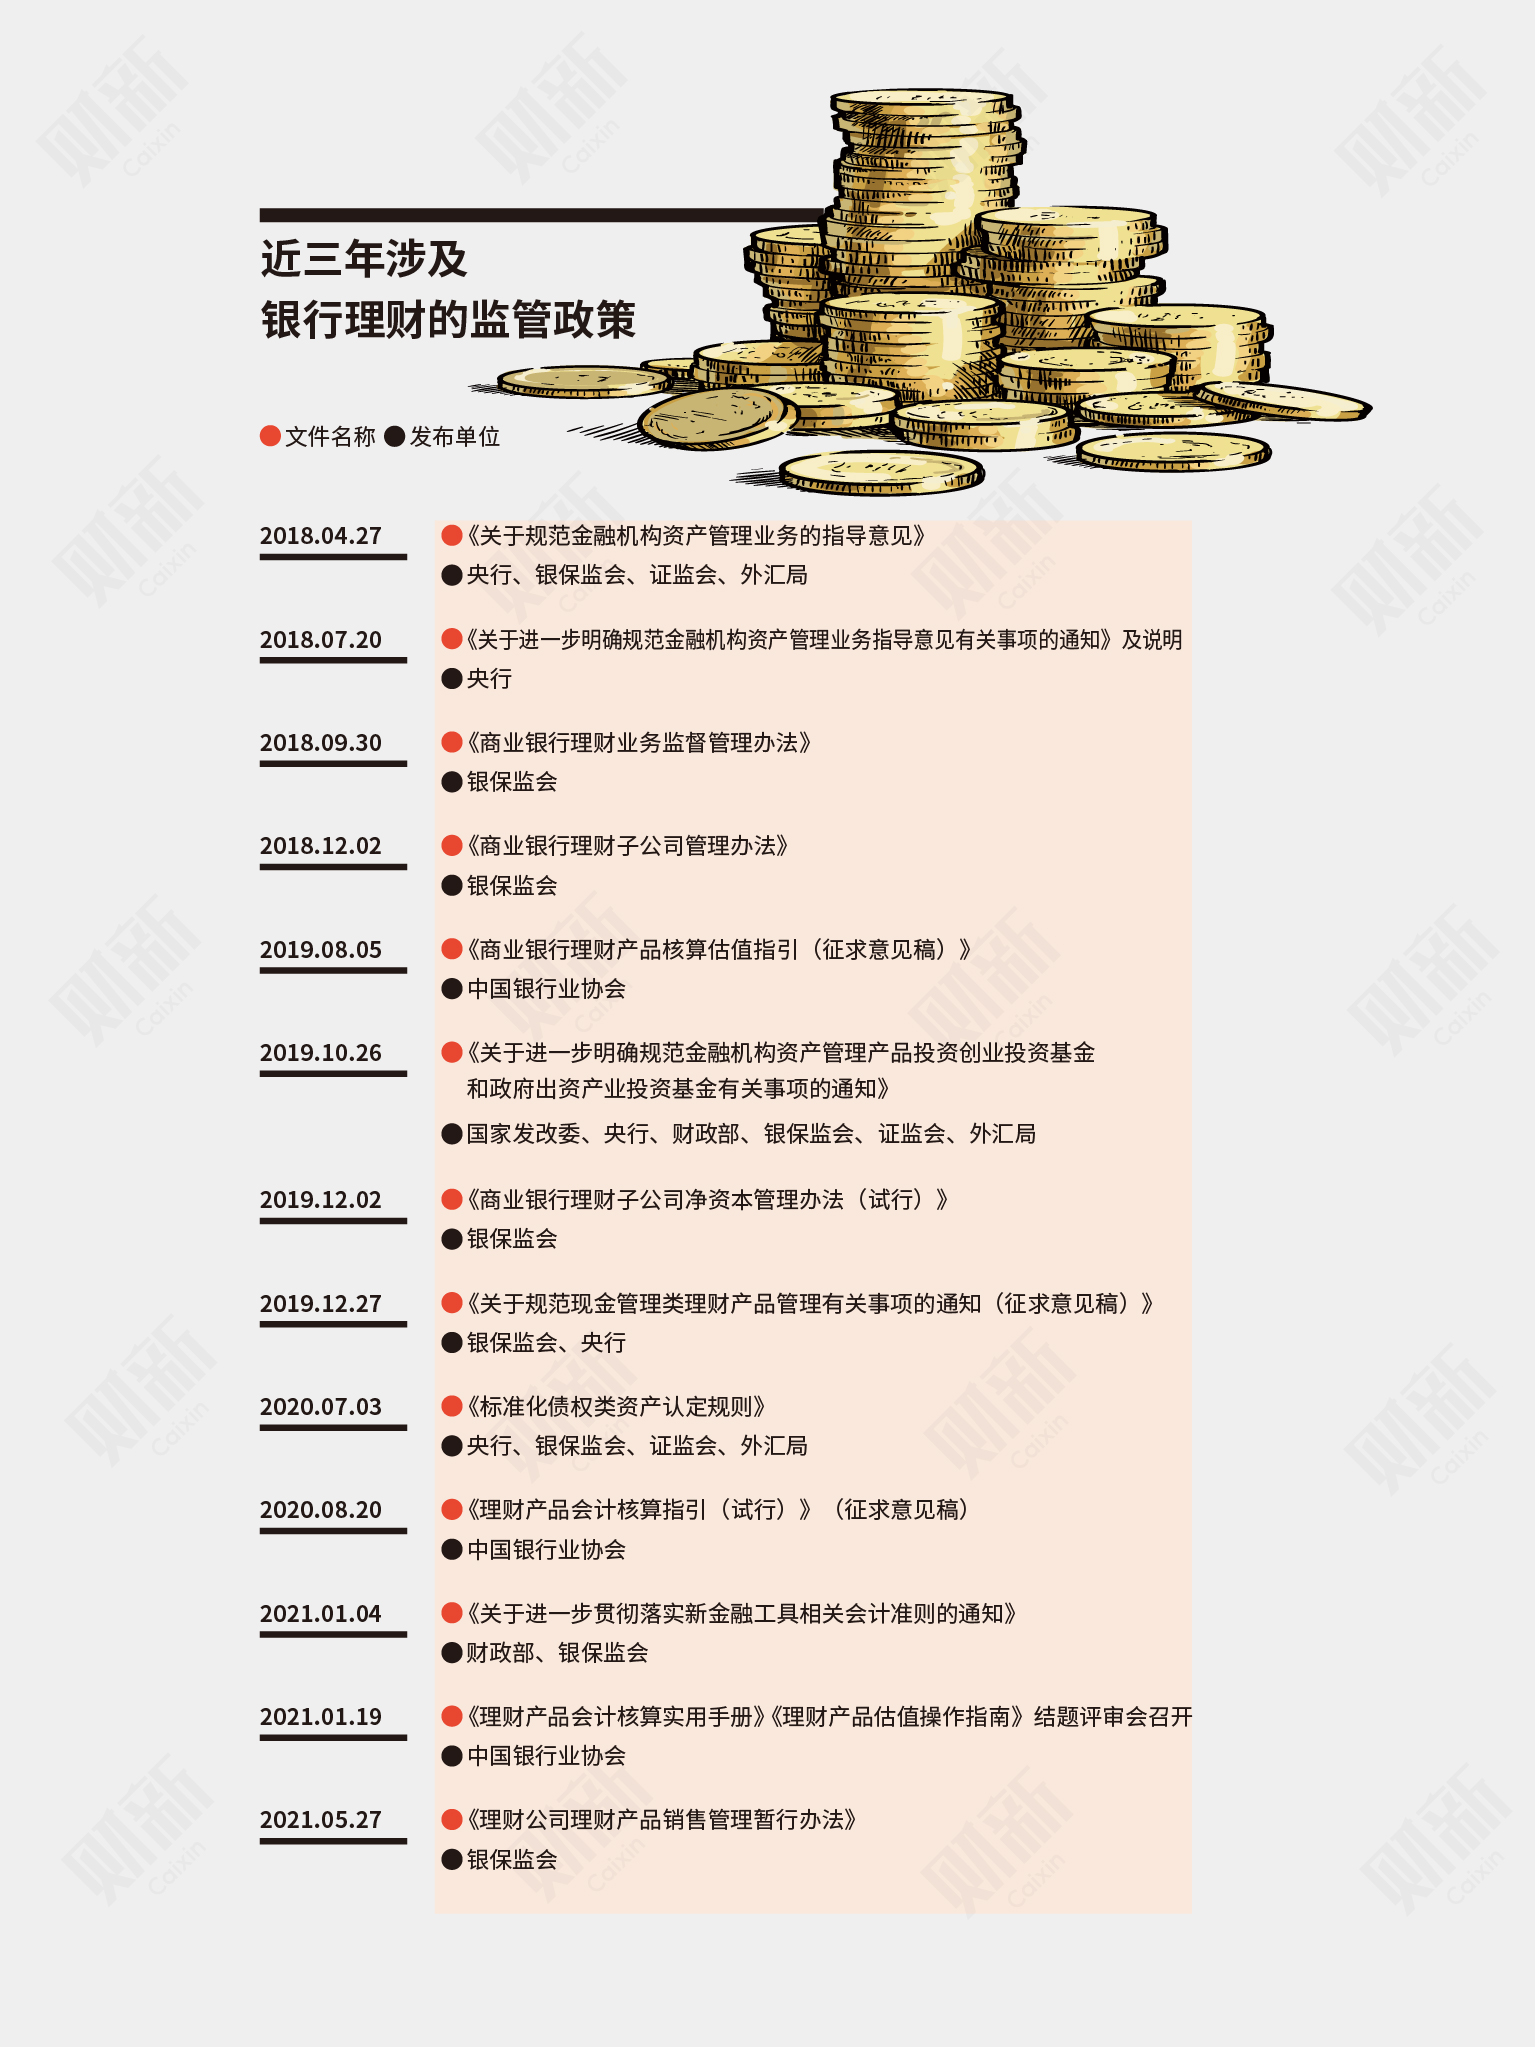 近三年涉及
银行理财的监管政策
文件名称 发布单位
2018.04.27
《关于规范金融机构资产管理业务的指导意见》
央行、银保监会、证监会、外汇局
2018.07.20
《关于进一步明确规范金融机构资产管理业务指导意见有关事项的通知》及说明
央行
2018.09.30
《商业银行理财业务监督管理办法》
银保监会
2018.12.02
《商业银行理财子公司管理办法》
银保监会
2019.08.05
《商业银行理财产品核算估值指引（征求意见稿）》
中国银行业协会
2019.10.26
《关于进一步明确规范金融机构资产管理产品投资创业投资基金
和政府出资产业投资基金有关事项的通知》
国家发改委、央行、财政部、银保监会、证监会、外汇局
2019.12.02
《商业银行理财子公司净资本管理办法（试行）》
银保监会
2019.12.27
《关于规范现金管理类理财产品管理有关事项的通知（征求意见稿）》
银保监会、央行
2020.07.03
《标准化债权类资产认定规则》
央行、银保监会、证监会、外汇局
2020.08.20
《理财产品会计核算指引（试行）》（征求意见稿）
中国银行业协会
2021.01.04
《关于进一步贯彻落实新金融工具相关会计准则的通知》
财政部、银保监会
2021.01.19
《理财产品会计核算实用手册》《理财产品估值操作指南》结题评审会召开
中国银行业协会
2021.05.27
《理财公司理财产品销售管理暂行办法》
银保监会
财新
Caixin